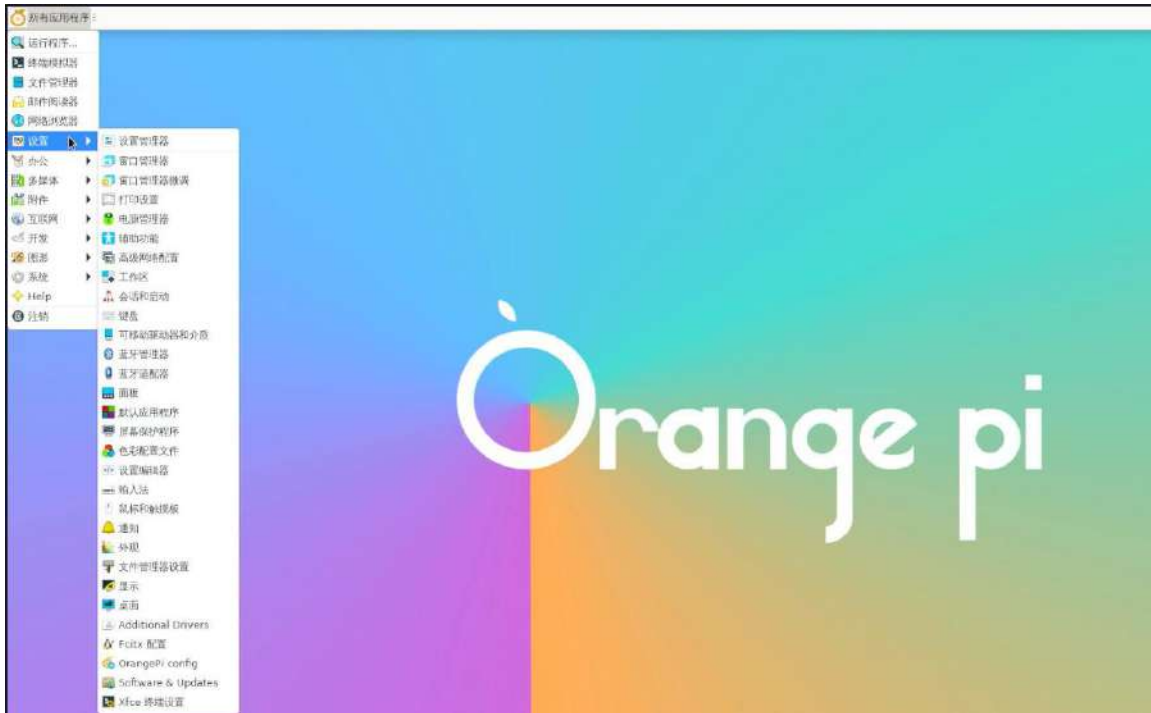 所有应用程序
运行程序...
终端模拟器
文件管理器
邮件阅读器
网络浏览器
设置
办公
多媒体
附件
互联网
开发
图形
系统
Help
注销
设置管理器
窗口管理器
窗口管理器微调
打印设置
电源管理器
辅助功能
高级网络配置
工作区
会话和启动
键盘
可移动驱动器和介质
蓝牙管理器
蓝牙适配器
面板
默认应用程序
屏幕保护程序
色彩配置文件
设置编辑器
输入法
鼠标和触摸板
通知
外观
文件管理器设置
显示
桌面
Additional Drivers
Fcitx 配置
OrangePi config
Software & Updates
Xfce 终端设置
Orange pi